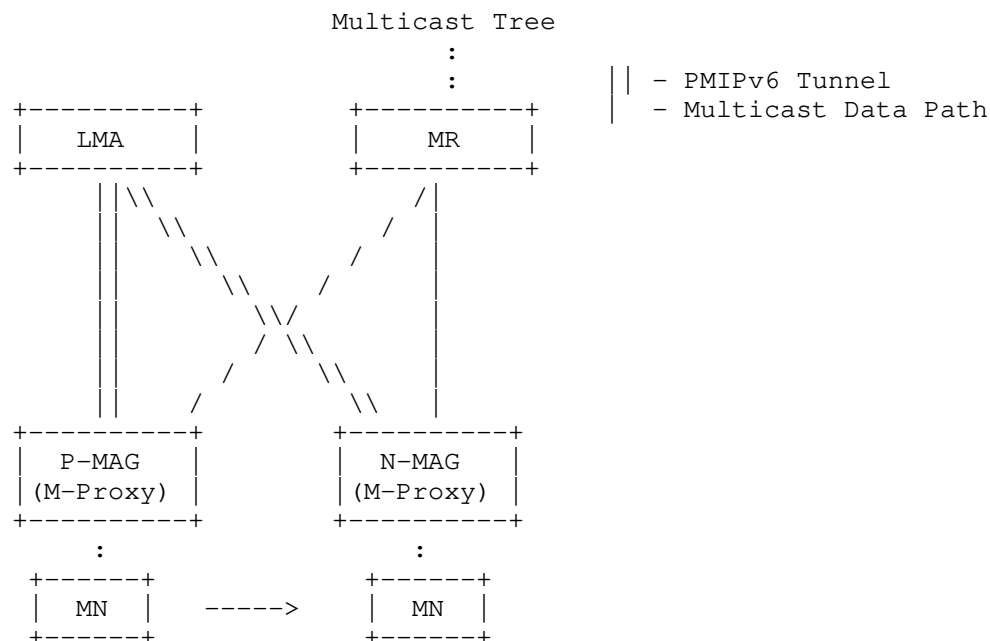 Multicast Tree
:
:
|| - PMIPv6 Tunnel
| - Multicast Data Path
LMA
MR
P-MAG
(M-Proxy)
N-MAG
(M-Proxy)
:
:
MN
----->
MN